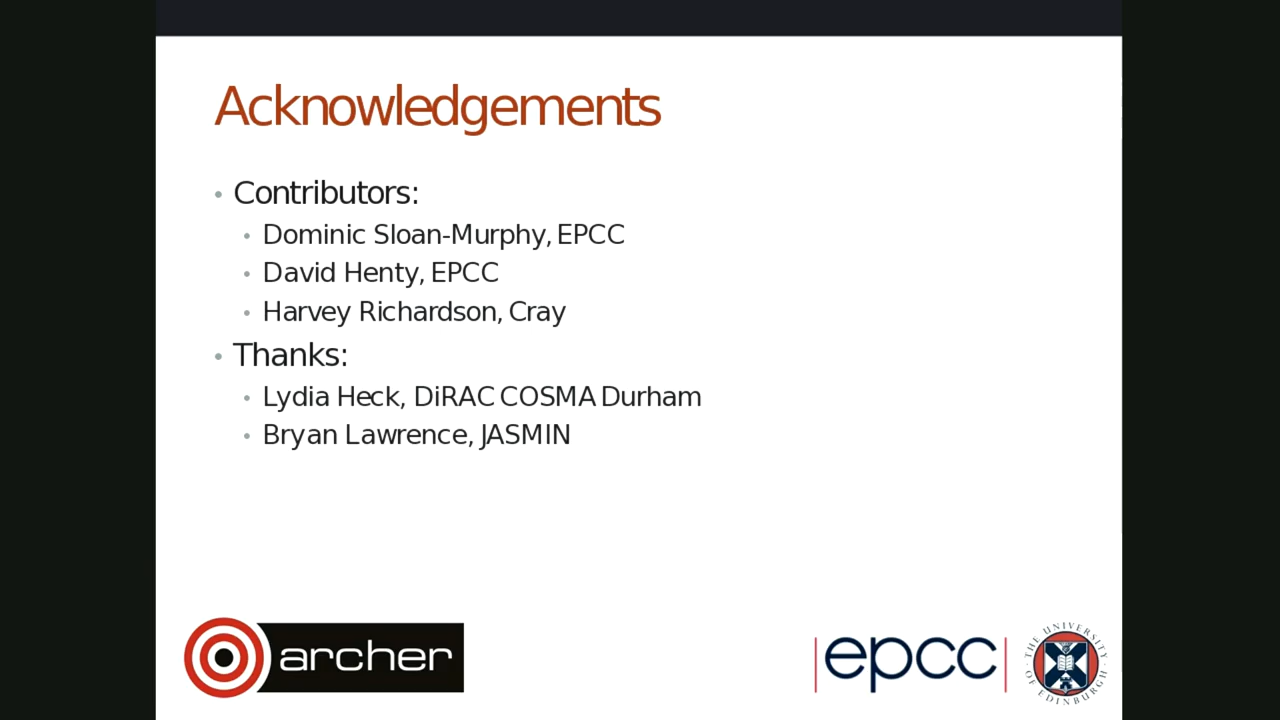 Acknowledgements
• Contributors:
• Dominic Sloan-Murphy, EPCC
• David Henty, EPCC
• Harvey Richardson, Cray
• Thanks:
• Lydia Heck, DiRAC COSMA Durham
• Bryan Lawrence, JASMIN
archer
|epcc|
THE UNIVERSITY OF EDINBURGH